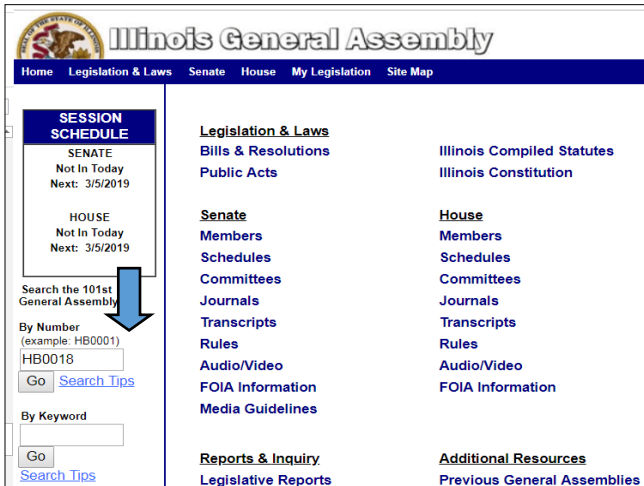 Illinois General Assembly
Home Legislation & Laws Senate House My Legislation Site Map
SESSION
SCHEDULE
SENATE
Not In Today
Next: 3/5/2019
HOUSE
Not In Today
Next: 3/5/2019
Search the 101st
General Assembly
By Number
(example: HB0001)
HB0018
Go Search Tips
By Keyword
Go
Search Tips
Legislation & Laws
Bills & Resolutions Illinois Compiled Statutes
Public Acts Illinois Constitution
Senate House
Members Members
Schedules Schedules
Committees Committees
Journals Journals
Transcripts Transcripts
Rules Rules
Audio/Video Audio/Video
FOIA Information FOIA Information
Media Guidelines
Reports & Inquiry Additional Resources
Legislative Reports Previous General Assemblies